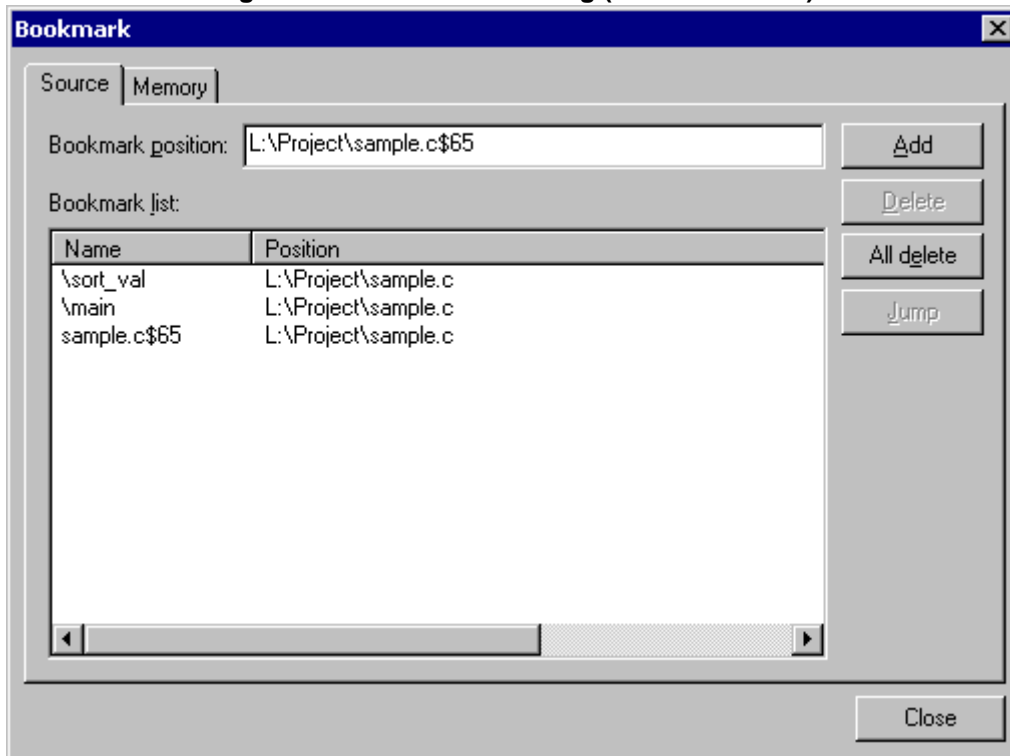 Bookmark
Source Memory
Bookmark position: L:\Project\sample.c$65 Add
Bookmark list: Delete
Name Position All delete
\sort_val L:\Project\sample.c
\main L:\Project\sample.c Jump
sample.c$65 L:\Project\sample.c
Close